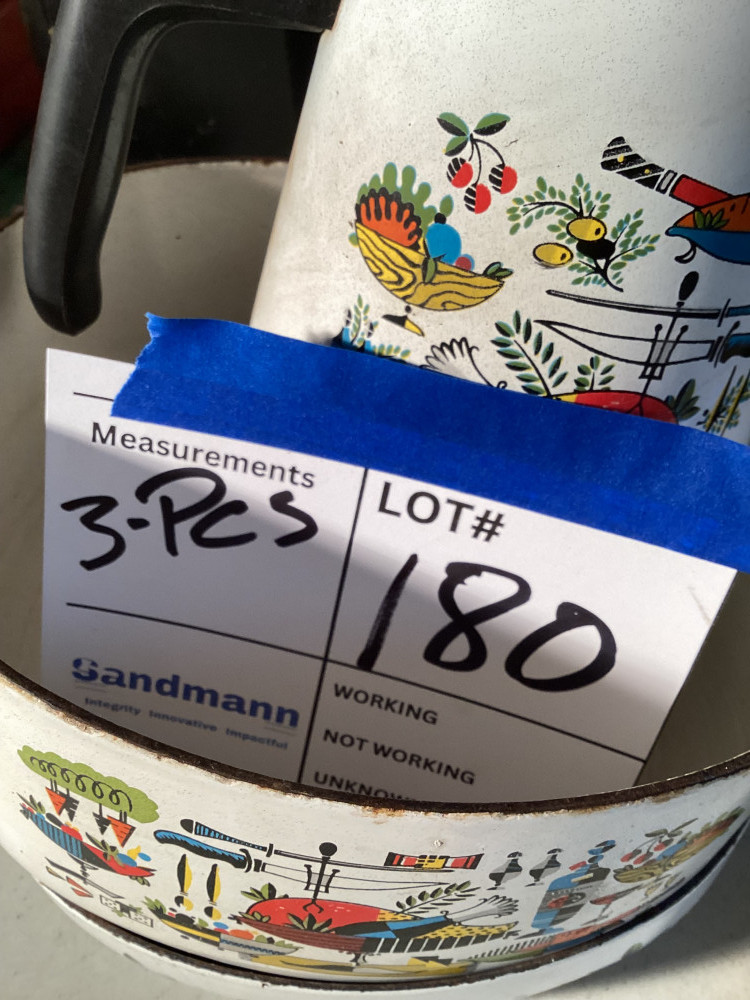 Measurements
3-PCS
LOT#
180
Sandmann
Integrity Innovative Impactful
WORKING
NOT WORKING